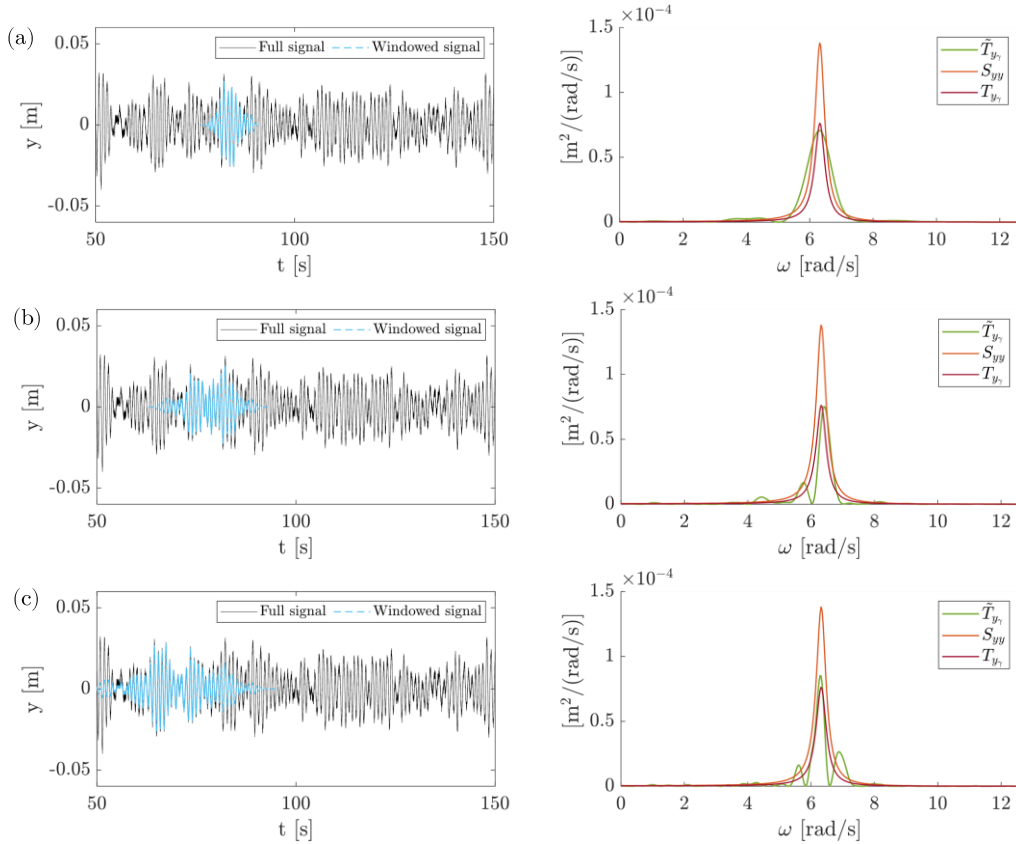 (a)
0.05
0
-0.05
y [m]
Full signal
Windowed signal
50
100
150
t [s]
×10⁻⁴
1.5
1
0.5
0
[m²/(rad/s)]
T̃_{y_γ}
S_{yy}
T_{y_γ}
0 2 4 6 8 10 12
ω [rad/s]
(b)
0.05
0
-0.05
y [m]
Full signal
Windowed signal
50
100
150
t [s]
×10⁻⁴
1.5
1
0.5
0
[m²/(rad/s)]
T̃_{y_γ}
S_{yy}
T_{y_γ}
0 2 4 6 8 10 12
ω [rad/s]
(c)
0.05
0
-0.05
y [m]
Full signal
Windowed signal
50
100
150
t [s]
×10⁻⁴
1.5
1
0.5
0
[m²/(rad/s)]
T̃_{y_γ}
S_{yy}
T_{y_γ}
0 2 4 6 8 10 12
ω [rad/s]